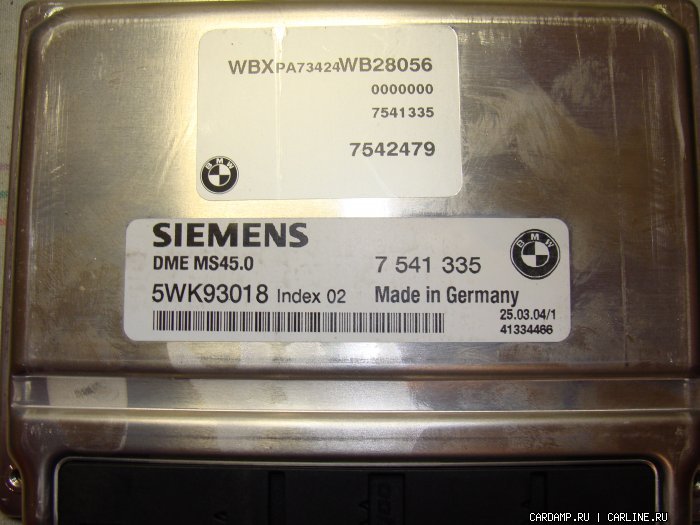 WBXPA73424WB28056
0000000
7541335
7542479
BMW
SIEMENS
DME MS45.0
7 541 335
BMW
5WK93018 Index 02
Made in Germany
25.03.04/1
41334466
CARDAMP.RU | CARLINE.RU